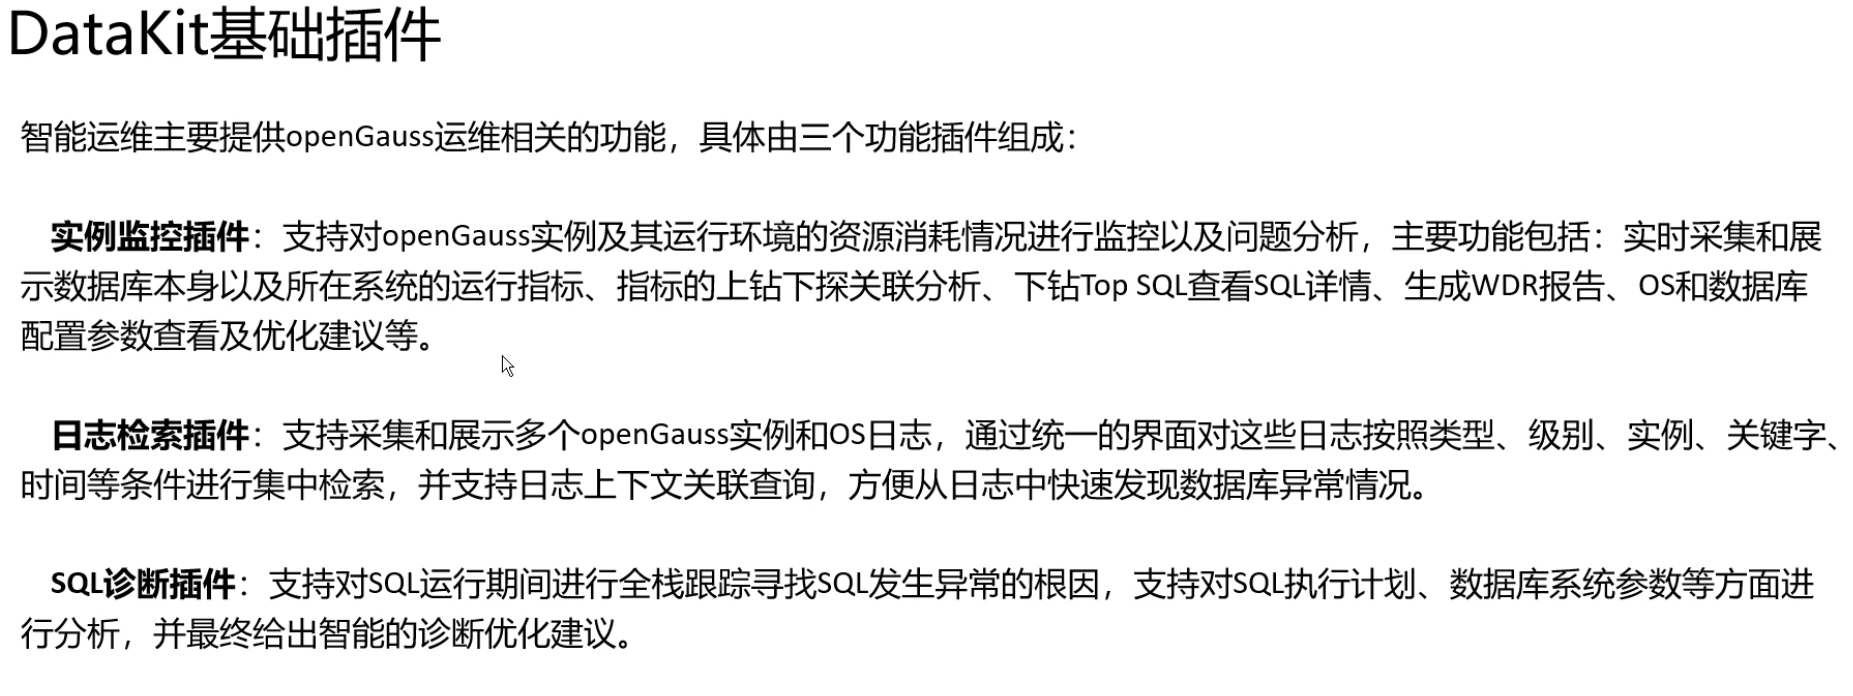 DataKit基础插件
智能运维主要提供openGauss运维相关的功能，具体由三个功能插件组成：
实例监控插件：支持对openGauss实例及其运行环境的资源消耗情况进行监控以及问题分析，主要功能包括：实时采集和展
示数据库本身以及所在系统的运行指标、指标的上钻下探关联分析、下钻Top SQL查看SQL详情、生成WDR报告、OS和数据库
配置参数查看及优化建议等。
日志检索插件：支持采集和展示多个openGauss实例和OS日志，通过统一的界面对这些日志按照类型、级别、实例、关键字、
时间等条件进行集中检索，并支持日志上下文关联查询，方便从日志中快速发现数据库异常情况。
SQL诊断插件：支持对SQL运行期间进行全栈跟踪寻找SQL发生异常的根因，支持对SQL执行计划、数据库系统参数等方面进
行分析，并最终给出智能的诊断优化建议。